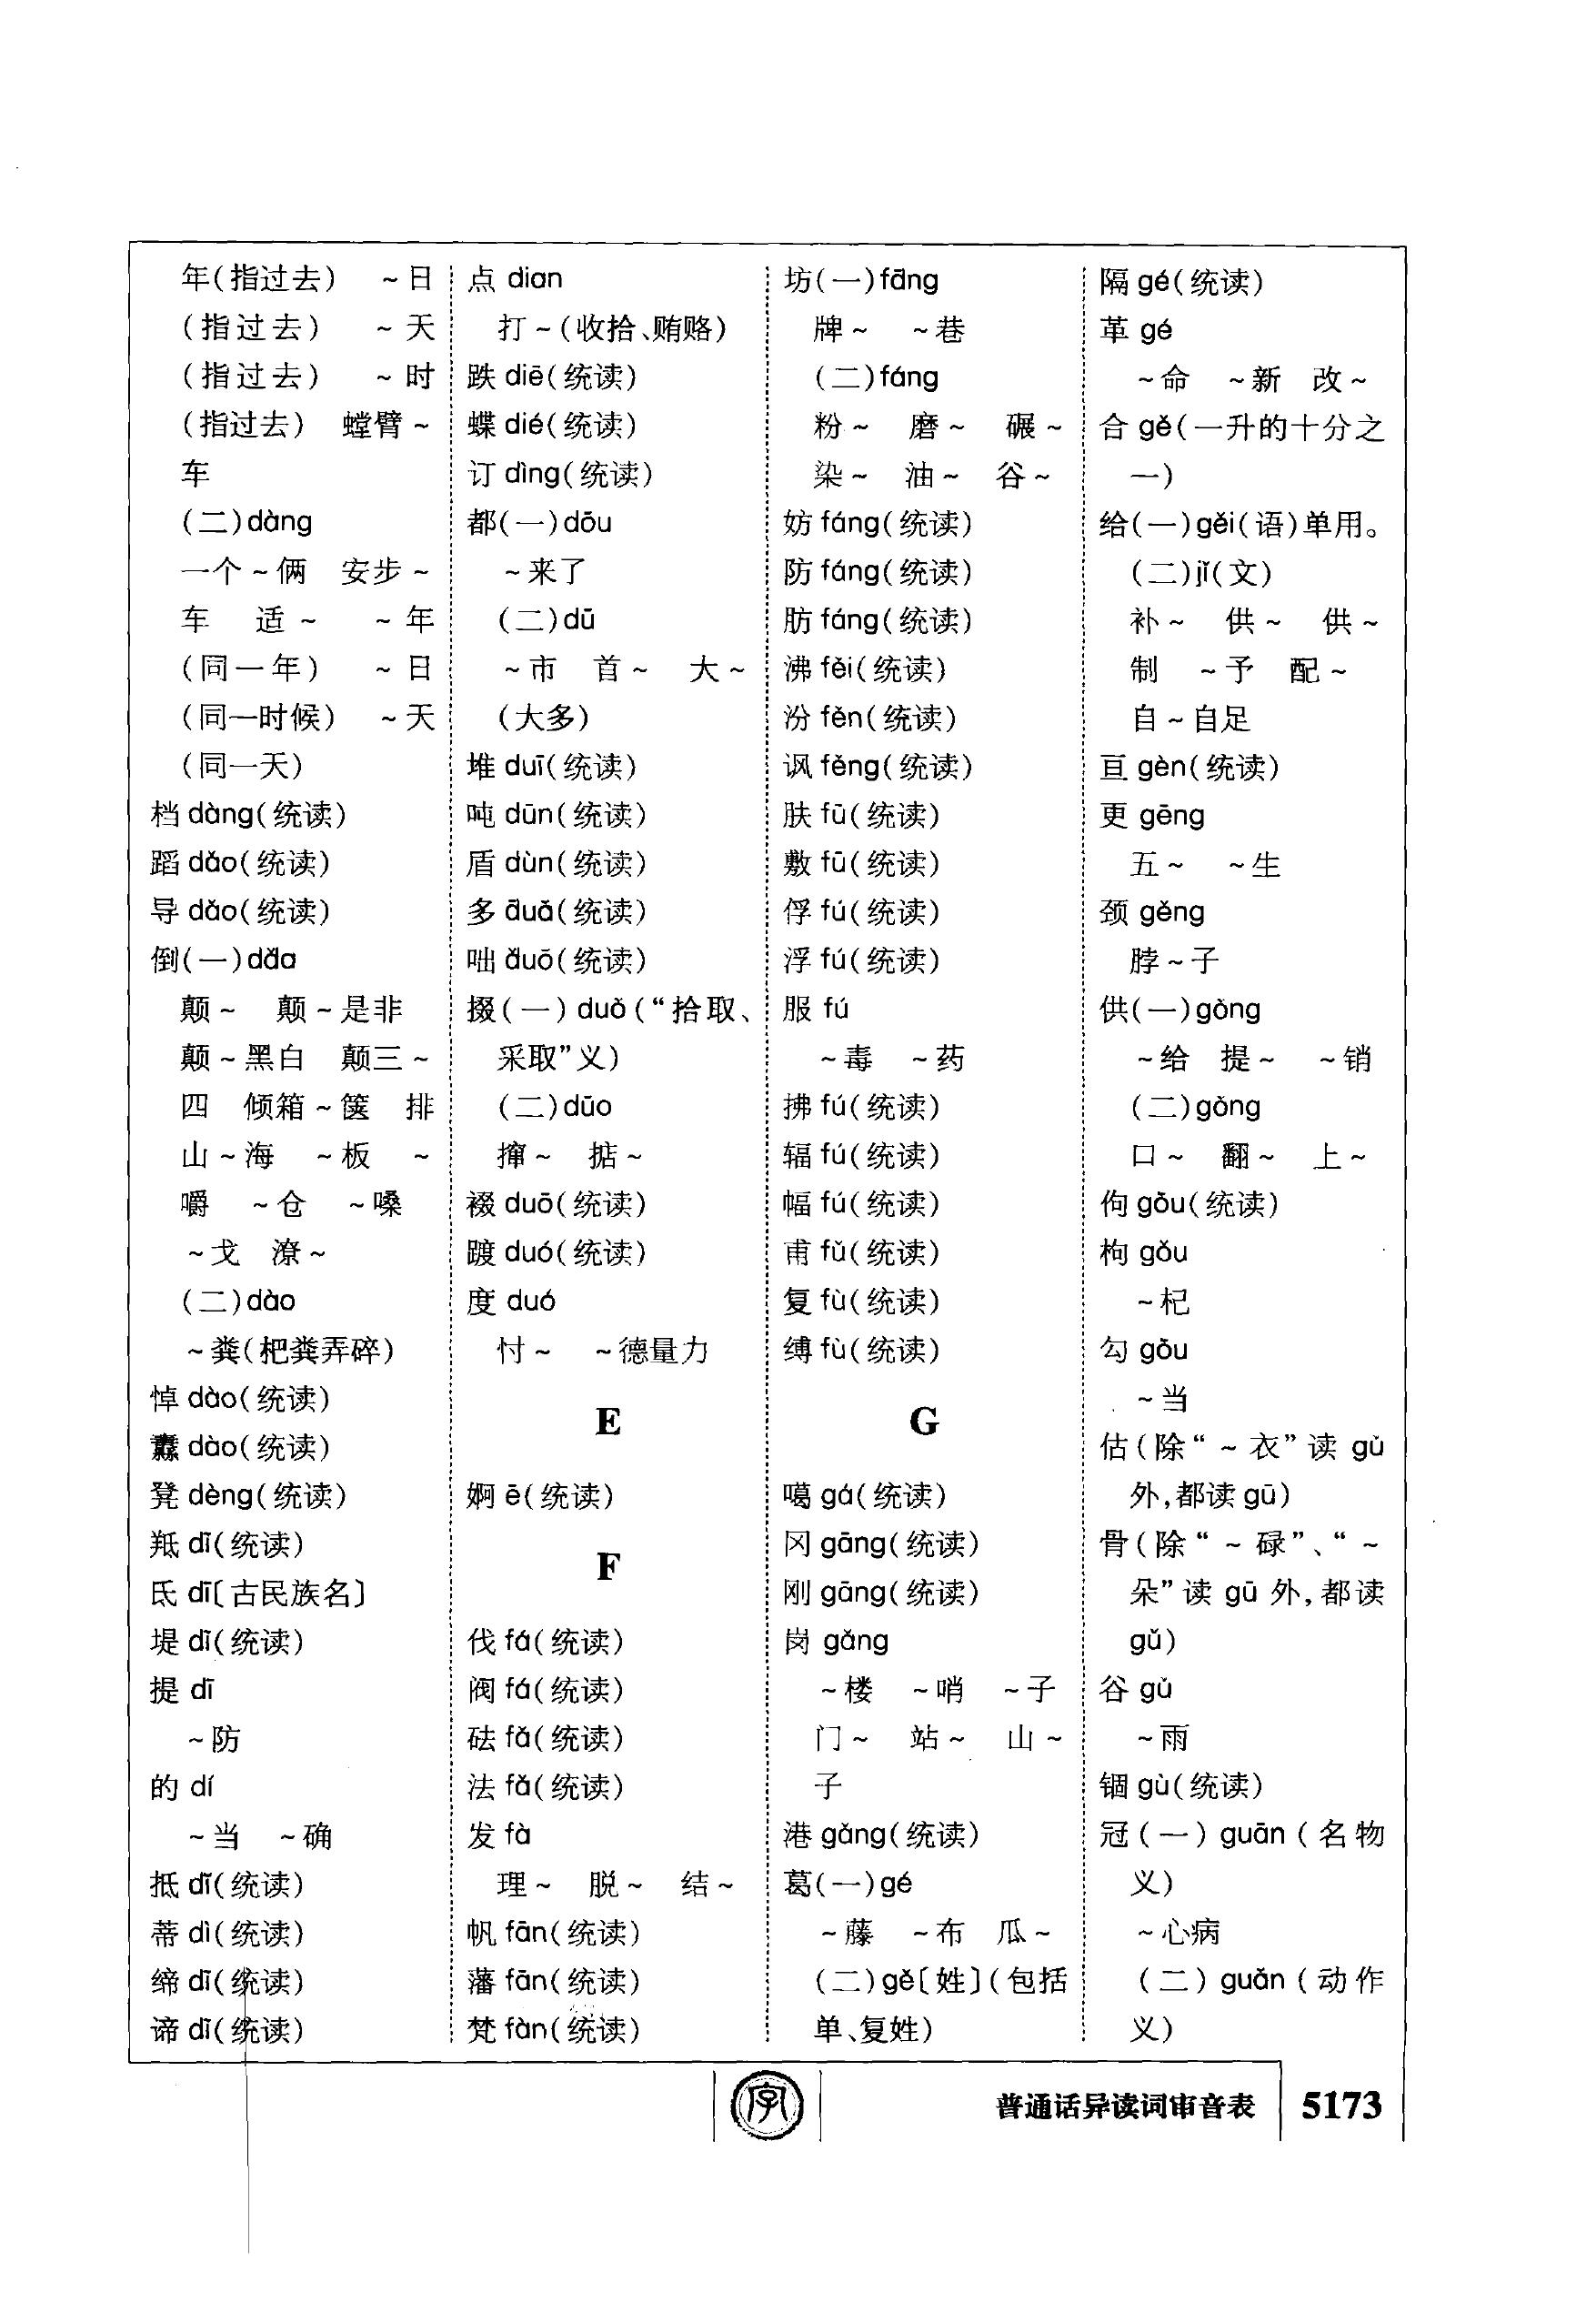 年(指过去) ~日
(指过去) ~天
(指过去) ~时
(指过去) 螳臂~
车
(二)dàng
一个~俩 安步~
车 适~ ~年
(同一年) ~日
(同一时候) ~天
(同一天)
档 dàng(统读)
蹈 dǎo(统读)
导 dǎo(统读)
倒(一)dǎo
颠~ 颠~是非
颠~黑白 颠三~
四 倾箱~箧 排
山~海 ~板 ~
嚼 ~仓 ~嗓
~戈 潦~
(二)dào
~粪(杷粪弄碎)
悼 dào(统读)
纛 dào(统读)
凳 dèng(统读)
羝 dī(统读)
氐 dī〔古民族名〕
堤 dī(统读)
提 dī
~防
的 dí
~当 ~确
抵 dǐ(统读)
蒂 dì(统读)
缔 dì(统读)
谛 dì(统读)
点 dian
打~(收拾、贿赂)
跌 diē(统读)
蝶 dié(统读)
订 dìng(统读)
都(一)dōu
~来了
(二)dū
~市 首~ 大~
(大多)
堆 duī(统读)
吨 dūn(统读)
盾 dùn(统读)
多 duō(统读)
咄 duō(统读)
掇(一) duō(“拾取、
采取”义)
(二)duo
撺~ 掂~
裰 duō(统读)
踱 duó(统读)
度 duó
忖~ ~德量力
E
婀 ē(统读)
F
伐 fá(统读)
阀 fá(统读)
砝 fǎ(统读)
法 fǎ(统读)
发 fà
理~ 脱~ 结~
帆 fān(统读)
藩 fān(统读)
梵 fàn(统读)
坊(一)fāng
牌~ ~巷
(二)fáng
粉~ 磨~ 碾~
染~ 油~ 谷~
妨 fáng(统读)
防 fáng(统读)
肪 fáng(统读)
沸 fèi(统读)
汾 fén(统读)
讽 fěng(统读)
肤 fū(统读)
敷 fū(统读)
俘 fú(统读)
浮 fú(统读)
服 fú
~毒 ~药
拂 fú(统读)
辐 fú(统读)
幅 fú(统读)
甫 fǔ(统读)
复 fù(统读)
缚 fù(统读)
G
噶 gá(统读)
冈 gāng(统读)
刚 gāng(统读)
岗 gǎng
~楼 ~哨 ~子
门~ 站~ 山~
子
港 gǎng(统读)
葛(一)gé
~藤 ~布 瓜~
(二)gě〔姓〕(包括
单、复姓)
隔 gé(统读)
革 gé
~命 ~新 改~
合 gě(一升的十分之
一)
给(一)gěi(语)单用。
(二)jǐ(文)
补~ 供~ 供~
制 ~予 配~
自~自足
亘 gèn(统读)
更 gēng
五~ ~生
颈 gěng
脖~子
供(一)gōng
~给 提~ ~销
(二)gòng
口~ 翻~ 上~
佝 gōu(统读)
枸 gǒu
~杞
勾 gòu
~当
估(除“~衣”读 gù
外,都读 gū)
骨(除“~碌”、“~
朵”读 gū 外,都读
gǔ)
谷 gǔ
~雨
锢 gù(统读)
冠(一) guān (名物
义)
~心病
(二) guàn (动作
义)
字
普通话异读词审音表 5173